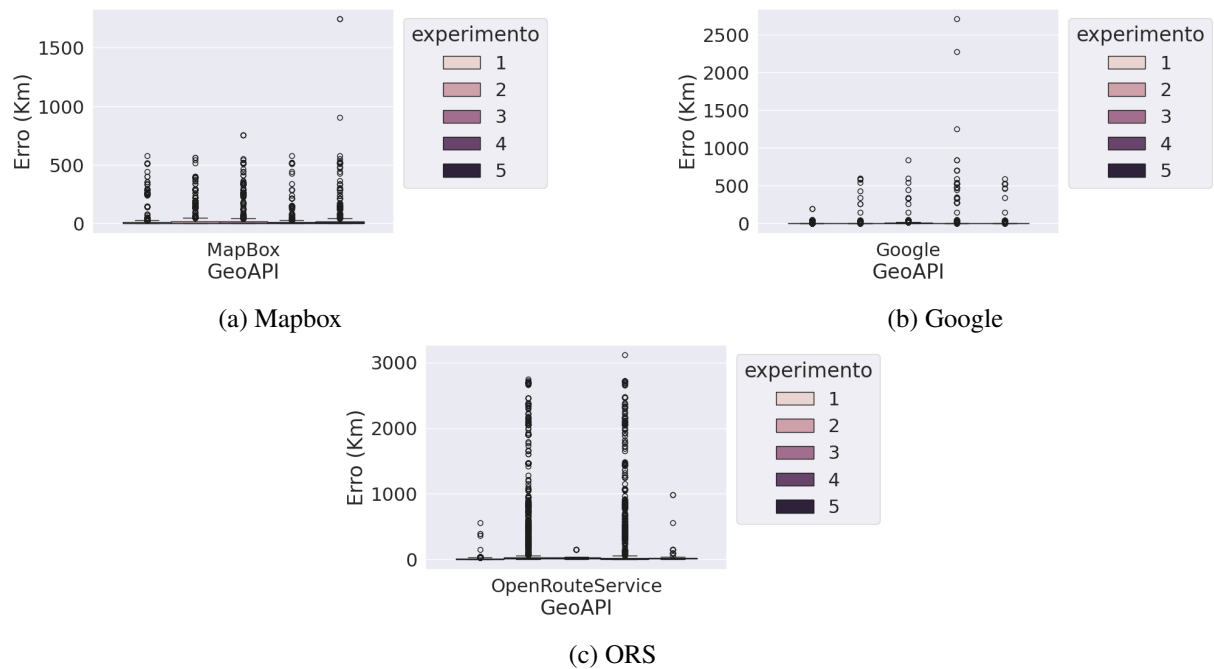 1500
1000
500
0
Erro (Km)
MapBox
GeoAPI
experimento
1
2
3
4
5
(a) Mapbox
2500
2000
1500
1000
500
0
Erro (Km)
Google
GeoAPI
experimento
1
2
3
4
5
(b) Google
3000
2000
1000
0
Erro (Km)
OpenRouteService
GeoAPI
experimento
1
2
3
4
5
(c) ORS